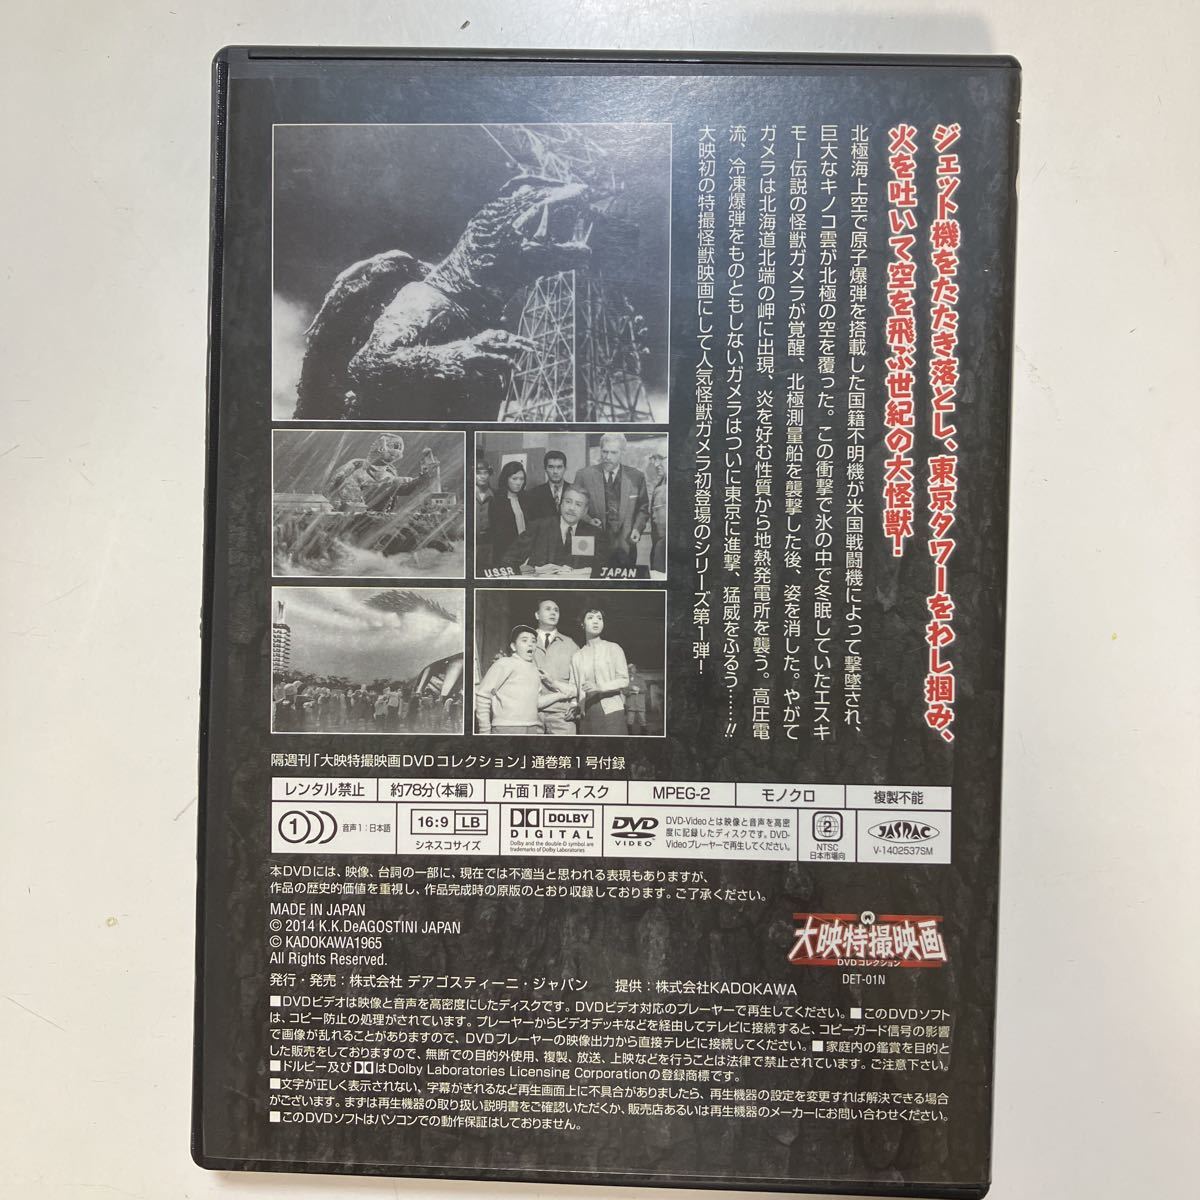 ジェット機をたたき落とし、東京タワーをわし掴み、
火を吐いて空を飛ぶ世紀の大怪獣!
北極海上空で原子爆弾を搭載した国籍不明機が米国戦闘機によって撃墜され、
巨大なキノコ雲が北極の空を覆った。この衝撃で氷の中で冬眠していたエスキ
モー伝説の怪獣ガメラが覚醒、北極測量船を襲撃した後、姿を消した。やがて
ガメラは北海道北端の岬に出現、炎を好む性質から地熱発電所を襲う。高圧電
流、冷凍爆弾をものともしないガメラはついに東京に進撃、猛威をふるう……!!
大映初の特撮怪獣映画にして人気怪獣ガメラ初登場のシリーズ第1弾!
U.S.S.R.
JAPAN
隔週刊「大映特撮映画DVDコレクション」通巻第1号付録
レンタル禁止 約78分(本編) 片面1層ディスク MPEG-2 モノクロ 複製不能
1 音声1:日本語
16:9 LB
シネスコサイズ
DOLBY
DIGITAL
Dolby and the double-D symbol are
trademarks of Dolby Laboratories
DVD
VIDEO
DVD-Videoとは映像と音声を高密
度に記録したディスクです。DVD-
Videoプレーヤーで再生してください。
2
NTSC
日本市場向
JASRAC
V-1402537SM
本DVDには、映像、台詞の一部に、現在では不適当と思われる表現もありますが、
作品の歴史的価値を重視し、作品完成時の原版のとおり収録しております。ご了承ください。
MADE IN JAPAN
© 2014 K.K.DeAGOSTINI JAPAN
© KADOKAWA1965
All Rights Reserved.
大映特撮映画
DVDコレクション
DET-01N
発行・発売:株式会社 デアゴスティーニ・ジャパン 提供:株式会社KADOKAWA
■DVDビデオは映像と音声を高密度にしたディスクです。DVDビデオ対応のプレーヤーで再生してください。■このDVDソフト
は、コピー防止の処理がされています。プレーヤーからビデオデッキなどを経由してテレビに接続すると、コピーガード信号の影響
で画像が乱れることがありますので、DVDプレーヤーの映像出力から直接テレビに接続してください。■家庭内の鑑賞を目的と
した販売をしておりますので、無断での目的外使用、複製、放送、上映などを行うことは法律で禁止されています。ご注意下さい。
■ドルビー及びDDはDolby Laboratories Licensing Corporationの登録商標です。
■文字が正しく表示されない、字幕がきれるなど再生画面上に不具合がありましたら、再生機器の設定を変更すれば解決できる場合
がございます。まずは再生機器の取り扱い説明書をご確認いただくか、販売店あるいは再生機器のメーカーにお問い合わせください。
■このDVDソフトはパソコンでの動作保証はしておりません。